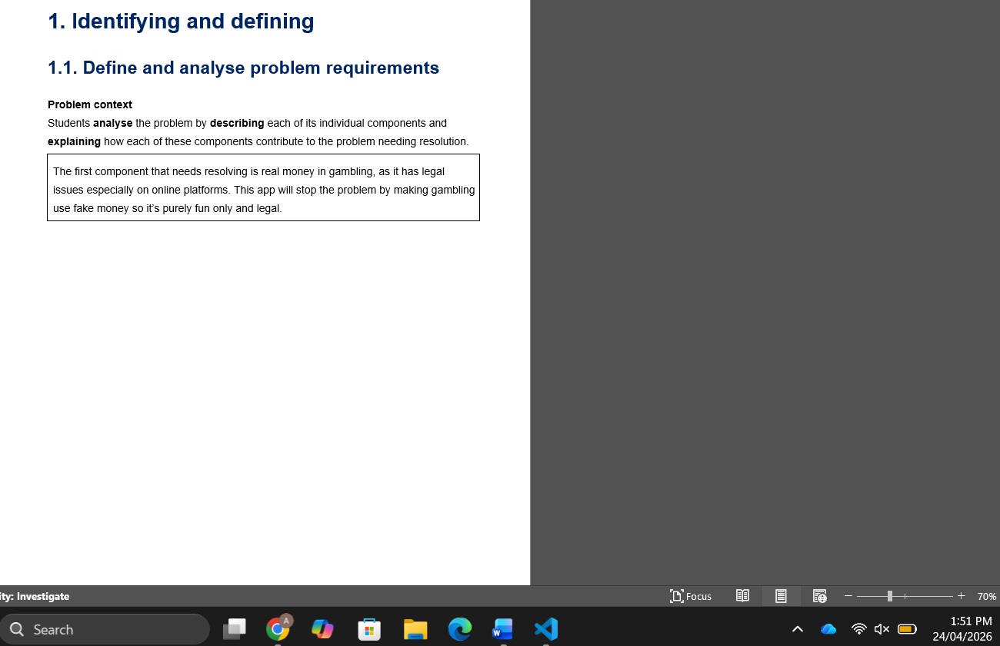 1. Identifying and defining
1.1. Define and analyse problem requirements
Problem context
Students analyse the problem by describing each of its individual components and
explaining how each of these components contribute to the problem needing resolution.
The first component that needs resolving is real money in gambling, as it has legal
issues especially on online platforms. This app will stop the problem by making gambling
use fake money so it's purely fun only and legal.
ity: Investigate
Focus
70%
Search
A
1:51 PM
24/04/2026